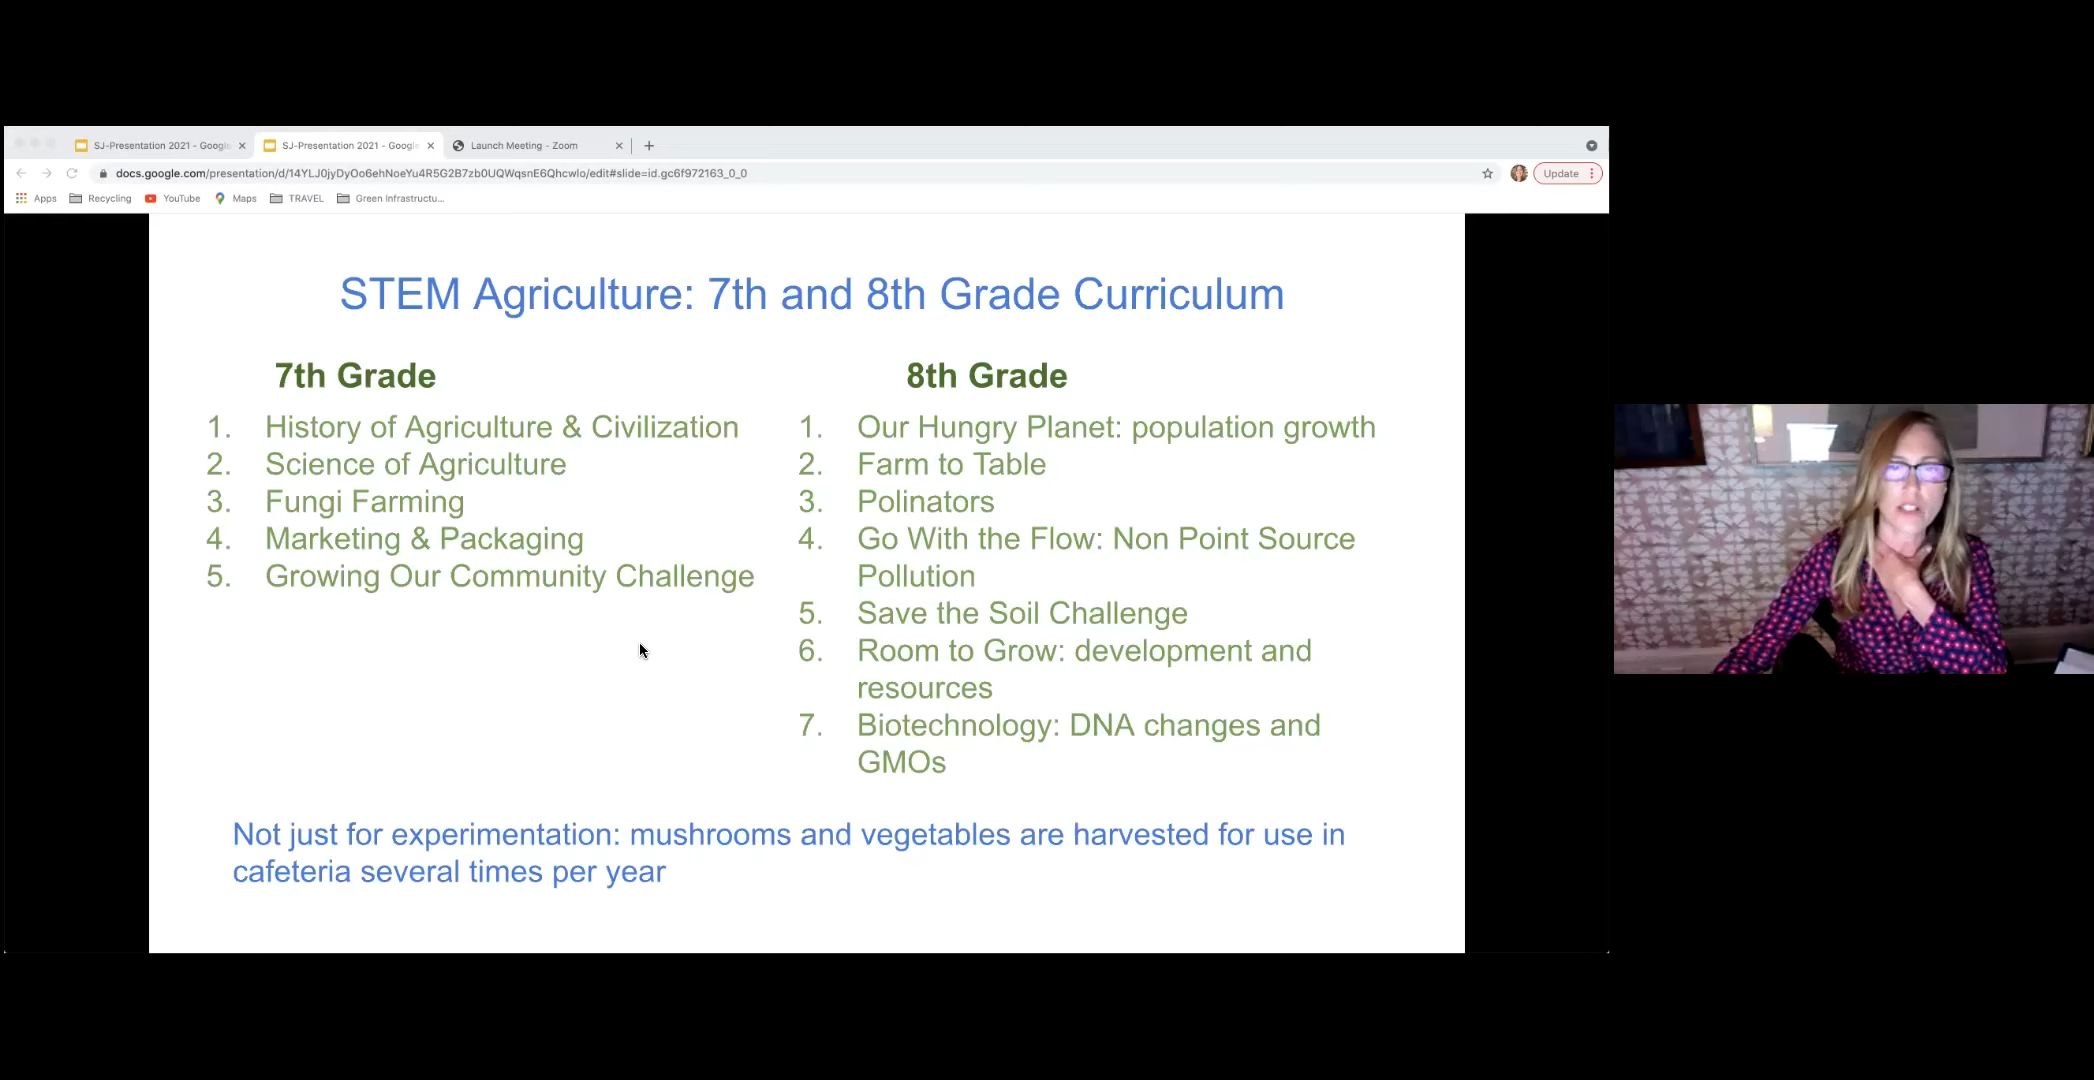 SJ-Presentation 2021 - Google
SJ-Presentation 2021 - Google
Launch Meeting - Zoom
docs.google.com/presentation/d/14YLJ0jyDyOo6ehNoeYu4R5G2B7zb0UQWqsnE6Qhcwlo/edit#slide=id.gc6f972163_0_0
Update
Apps
Recycling
YouTube
Maps
TRAVEL
Green Infrastructu...
STEM Agriculture: 7th and 8th Grade Curriculum
7th Grade
1. History of Agriculture & Civilization
2. Science of Agriculture
3. Fungi Farming
4. Marketing & Packaging
5. Growing Our Community Challenge
8th Grade
1. Our Hungry Planet: population growth
2. Farm to Table
3. Polinators
4. Go With the Flow: Non Point Source
Pollution
5. Save the Soil Challenge
6. Room to Grow: development and
resources
7. Biotechnology: DNA changes and
GMOs
Not just for experimentation: mushrooms and vegetables are harvested for use in
cafeteria several times per year